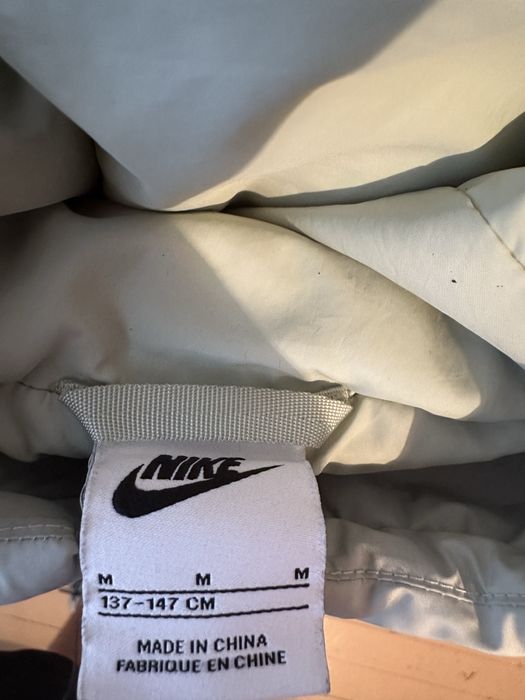 NIKE
M M M
137-147 CM
MADE IN CHINA
FABRIQUE EN CHINE